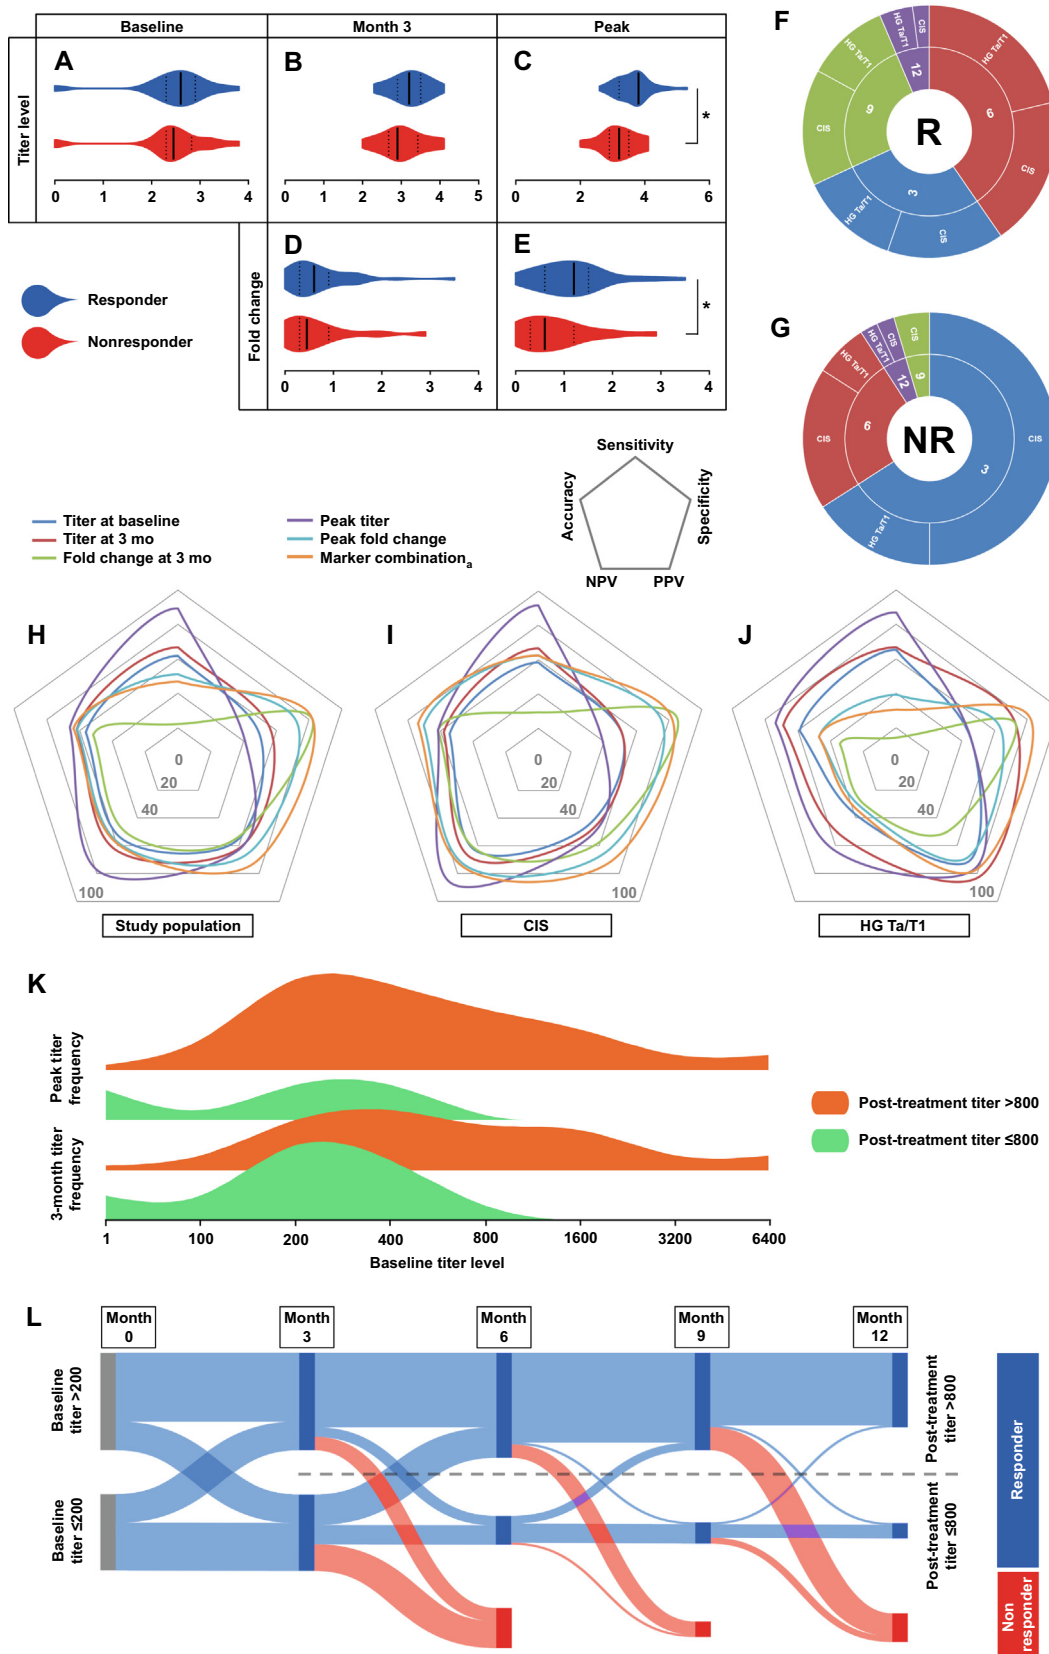 Baseline
Month 3
Peak
Titer level
A
B
C
*
0 1 2 3 4
0 1 2 3 4 5
0 2 4 6
Fold change
D
E
*
0 1 2 3 4
0 1 2 3 4
Responder
Nonresponder
F
HG Ta/T1
CIS
HG Ta/T1
HG Ta/T1
12
9
6
R
CIS
CIS
3
HG Ta/T1
CIS
G
HG Ta/T1
HG Ta/T1
CIS
CIS
12
9
6
CIS
NR
CIS
3
HG Ta/T1
Sensitivity
Accuracy
Specificity
NPV
PPV
Titer at baseline
Titer at 3 mo
Fold change at 3 mo
Peak titer
Peak fold change
Marker combinationa
H
0
20
40
100
Study population
I
0
20
40
100
CIS
J
0
20
40
100
HG Ta/T1
K
Peak titer
frequency
3-month titer
frequency
1 100 200 400 800 1600 3200 6400
Baseline titer level
Post-treatment titer >800
Post-treatment titer ≤800
L
Month
0
Month
3
Month
6
Month
9
Month
12
Baseline
titer >200
Baseline
titer ≤200
Post-treatment
titer >800
Post-treatment
titer ≤800
Responder
Non
responder